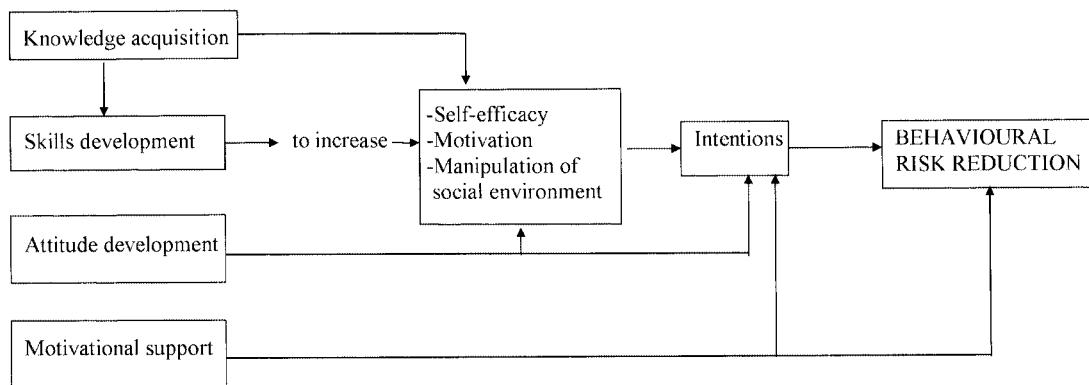 Knowledge acquisition
Skills development
to increase
-Self-efficacy
-Motivation
-Manipulation of
social environment
Intentions
BEHAVIOURAL
RISK REDUCTION
Attitude development
Motivational support